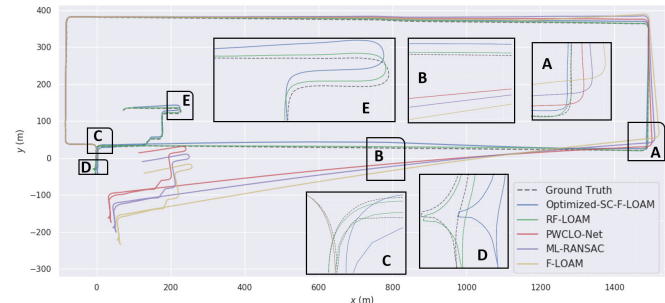 400
300
200
100
0
−100
−200
−300
y (m)
0
200
400
600
800
1000
1200
1400
x (m)
E
B
A
E
C
D
B
A
C
D
Ground Truth
Optimized-SC-F-LOAM
RF-LOAM
PWCLO-Net
ML-RANSAC
F-LOAM